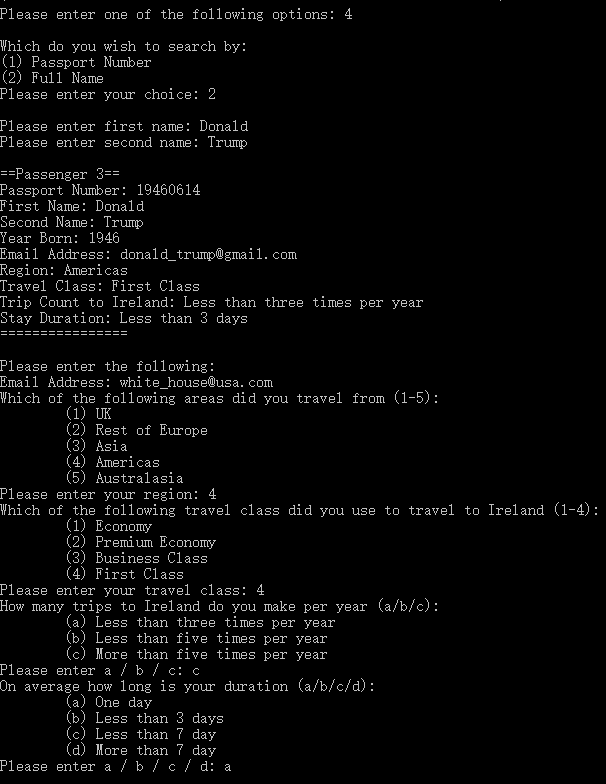 Please enter one of the following options: 4
Which do you wish to search by:
(1) Passport Number
(2) Full Name
Please enter your choice: 2
Please enter first name: Donald
Please enter second name: Trump
==Passenger 3==
Passport Number: 19460614
First Name: Donald
Second Name: Trump
Year Born: 1946
Email Address: donald_trump@gmail.com
Region: Americas
Travel Class: First Class
Trip Count to Ireland: Less than three times per year
Stay Duration: Less than 3 days
================
Please enter the following:
Email Address: white_house@usa.com
Which of the following areas did you travel from (1-5):
(1) UK
(2) Rest of Europe
(3) Asia
(4) Americas
(5) Australasia
Please enter your region: 4
Which of the following travel class did you use to travel to Ireland (1-4):
(1) Economy
(2) Premium Economy
(3) Business Class
(4) First Class
Please enter your travel class: 4
How many trips to Ireland do you make per year (a/b/c):
(a) Less than three times per year
(b) Less than five times per year
(c) More than five times per year
Please enter a / b / c: c
On average how long is your duration (a/b/c/d):
(a) One day
(b) Less than 3 days
(c) Less than 7 day
(d) More than 7 day
Please enter a / b / c / d: a